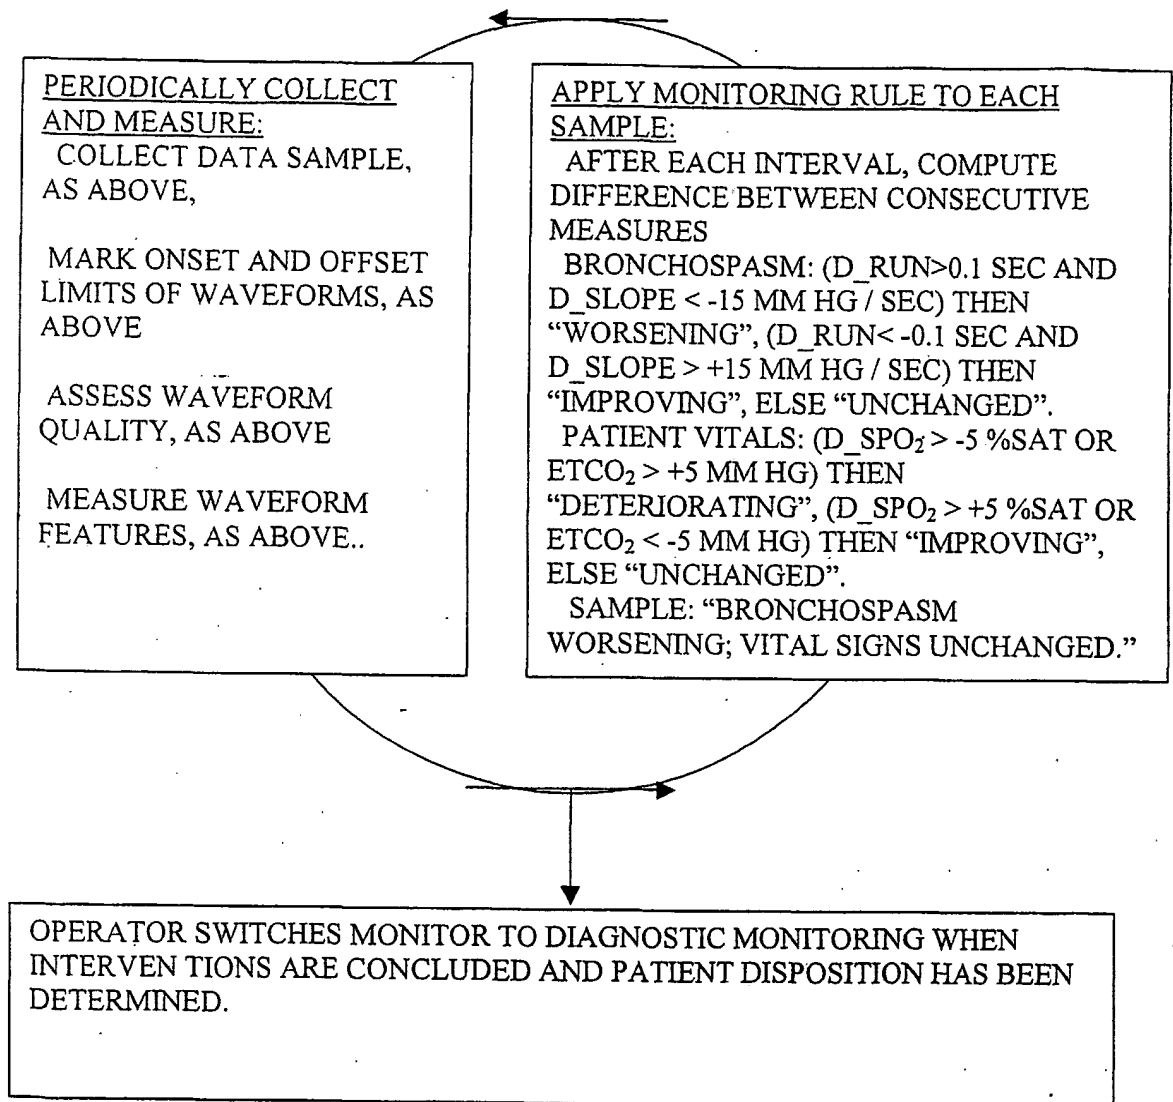 PERIODICALLY COLLECT
AND MEASURE:
COLLECT DATA SAMPLE,
AS ABOVE,
MARK ONSET AND OFFSET
LIMITS OF WAVEFORMS, AS
ABOVE
ASSESS WAVEFORM
QUALITY, AS ABOVE
MEASURE WAVEFORM
FEATURES, AS ABOVE..
APPLY MONITORING RULE TO EACH
SAMPLE:
AFTER EACH INTERVAL, COMPUTE
DIFFERENCE BETWEEN CONSECUTIVE
MEASURES
BRONCHOSPASM: (D_RUN>0.1 SEC AND
D_SLOPE < -15 MM HG / SEC) THEN
“WORSENING”, (D_RUN< -0.1 SEC AND
D_SLOPE > +15 MM HG / SEC) THEN
“IMPROVING”, ELSE “UNCHANGED”.
PATIENT VITALS: (D_SPO₂ > -5 %SAT OR
ETCO₂ > +5 MM HG) THEN
“DETERIORATING”, (D_SPO₂ > +5 %SAT OR
ETCO₂ < -5 MM HG) THEN “IMPROVING”,
ELSE “UNCHANGED”.
SAMPLE: “BRONCHOSPASM
WORSENING; VITAL SIGNS UNCHANGED.”
OPERATOR SWITCHES MONITOR TO DIAGNOSTIC MONITORING WHEN
INTERVEN TIONS ARE CONCLUDED AND PATIENT DISPOSITION HAS BEEN
DETERMINED.